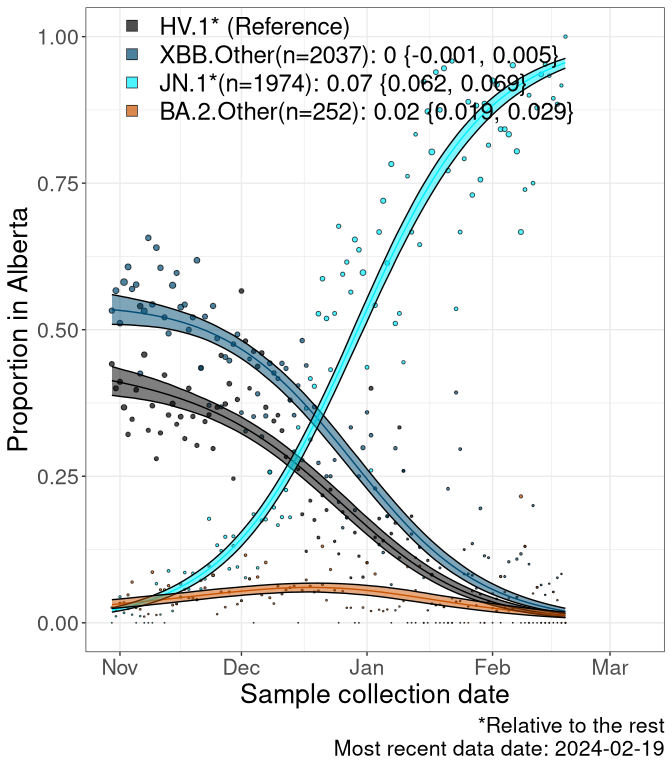 HV.1* (Reference)
XBB.Other(n=2037): 0 {-0.001, 0.005}
JN.1*(n=1974): 0.07 {0.062, 0.069}
BA.2.Other(n=252): 0.02 {0.019, 0.029}
1.00
0.75
0.50
0.25
0.00
Proportion in Alberta
Nov Dec Jan Feb Mar
Sample collection date
*Relative to the rest
Most recent data date: 2024-02-19